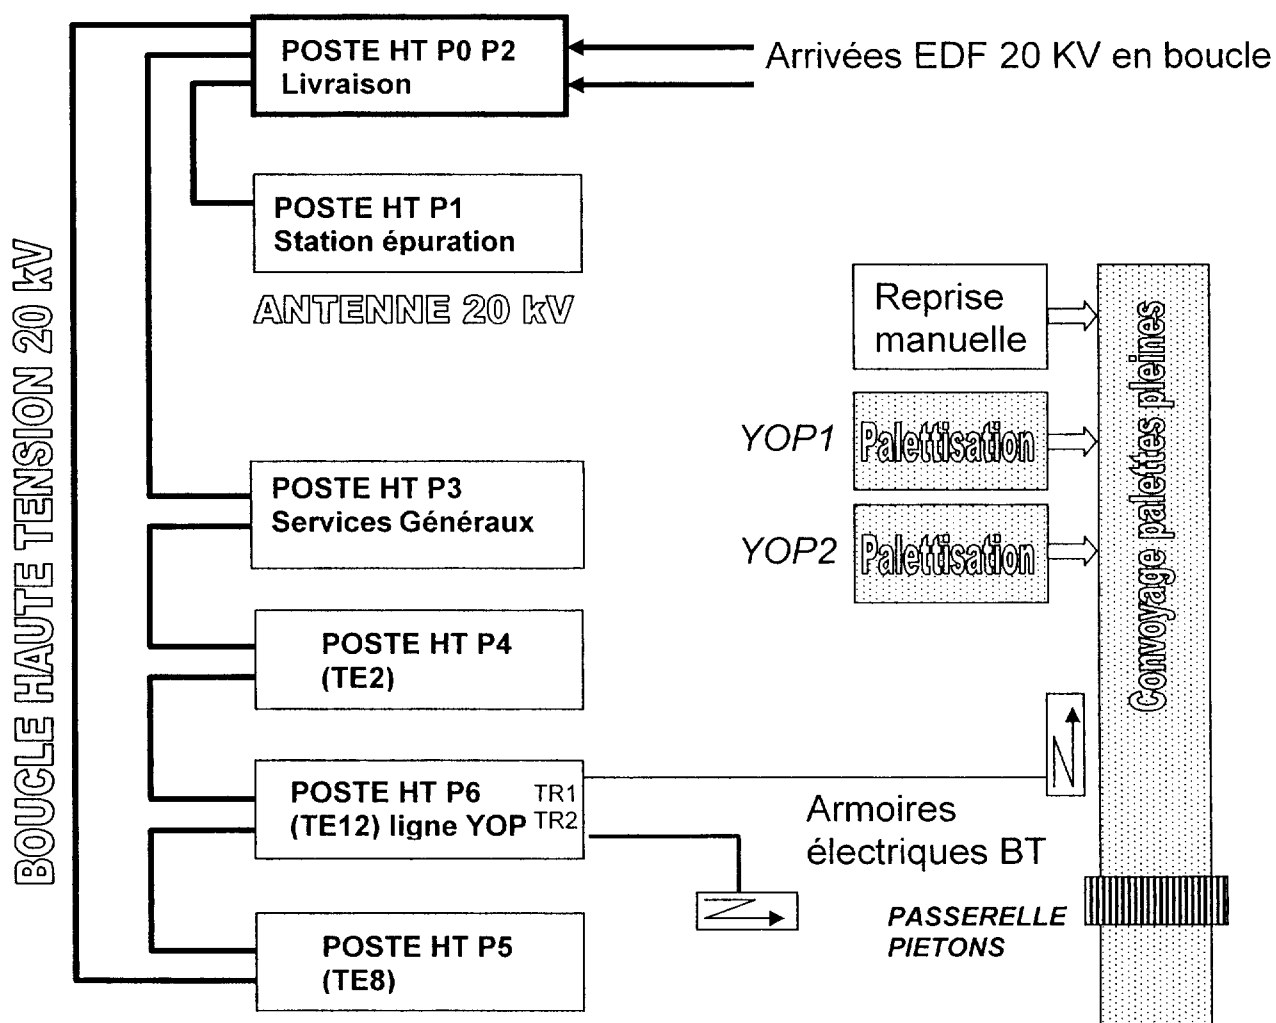 POSTE HT P0 P2
Livraison
Arrivées EDF 20 KV en boucle
POSTE HT P1
Station épuration
ANTENNE 20 kV
BOUCLE HAUTE TENSION 20 kV
Reprise
manuelle
YOP1
Palettisation
YOP2
Palettisation
Convoyage palettes pleines
POSTE HT P3
Services Généraux
POSTE HT P4
(TE2)
POSTE HT P6 TR1
(TE12) ligne YOP TR2
Armoires
électriques BT
PASSERELLE
PIETONS
POSTE HT P5
(TE8)